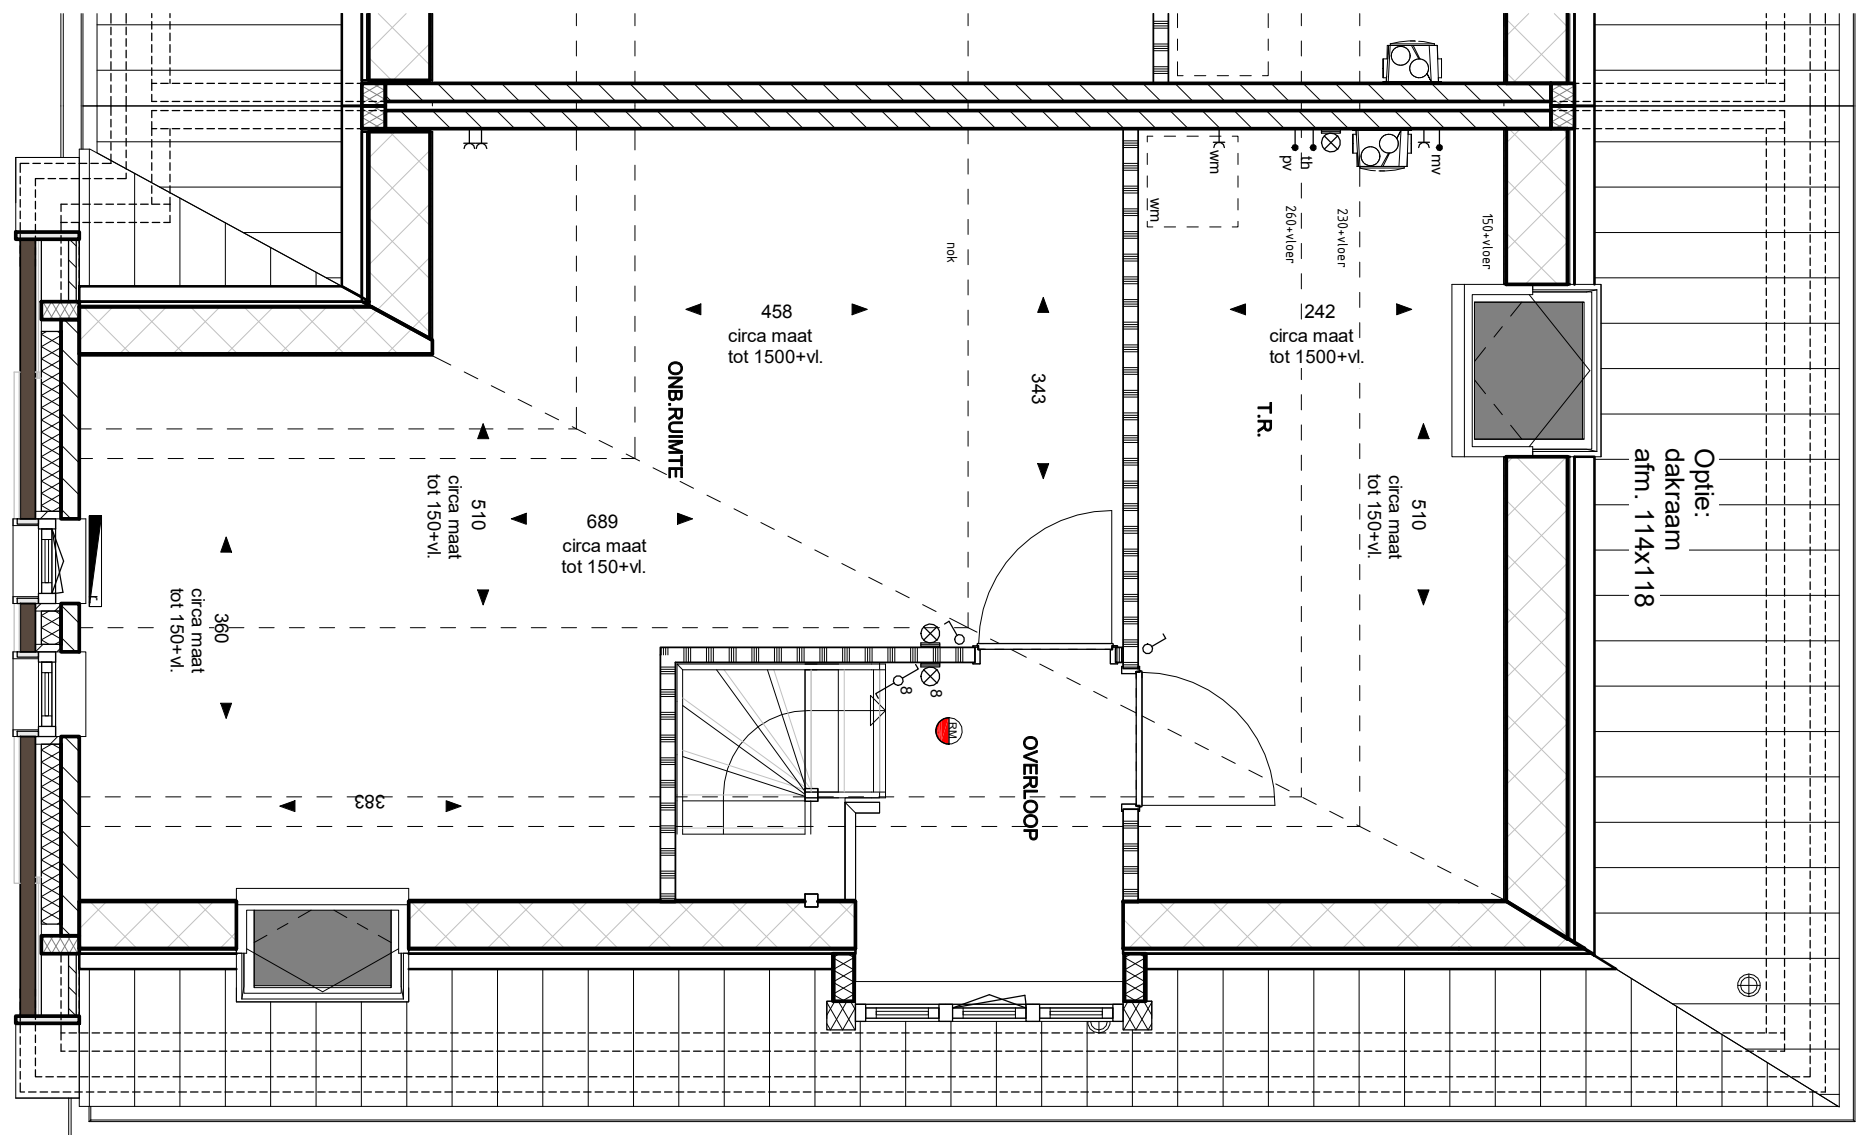 wm
wm
pv
th
mv
260+vloer
230+vloer
150+vloer
nok
458
circa maat
tot 1500+vl.
343
242
circa maat
tot 1500+vl.
ONB.RUIMTE
T.R.
510
circa maat
tot 150+vl.
689
circa maat
tot 150+vl.
510
circa maat
tot 150+vl.
Optie:
dakraam
afm. 114x118
360
circa maat
tot 150+vl.
383
8
8
RM
OVERLOOP